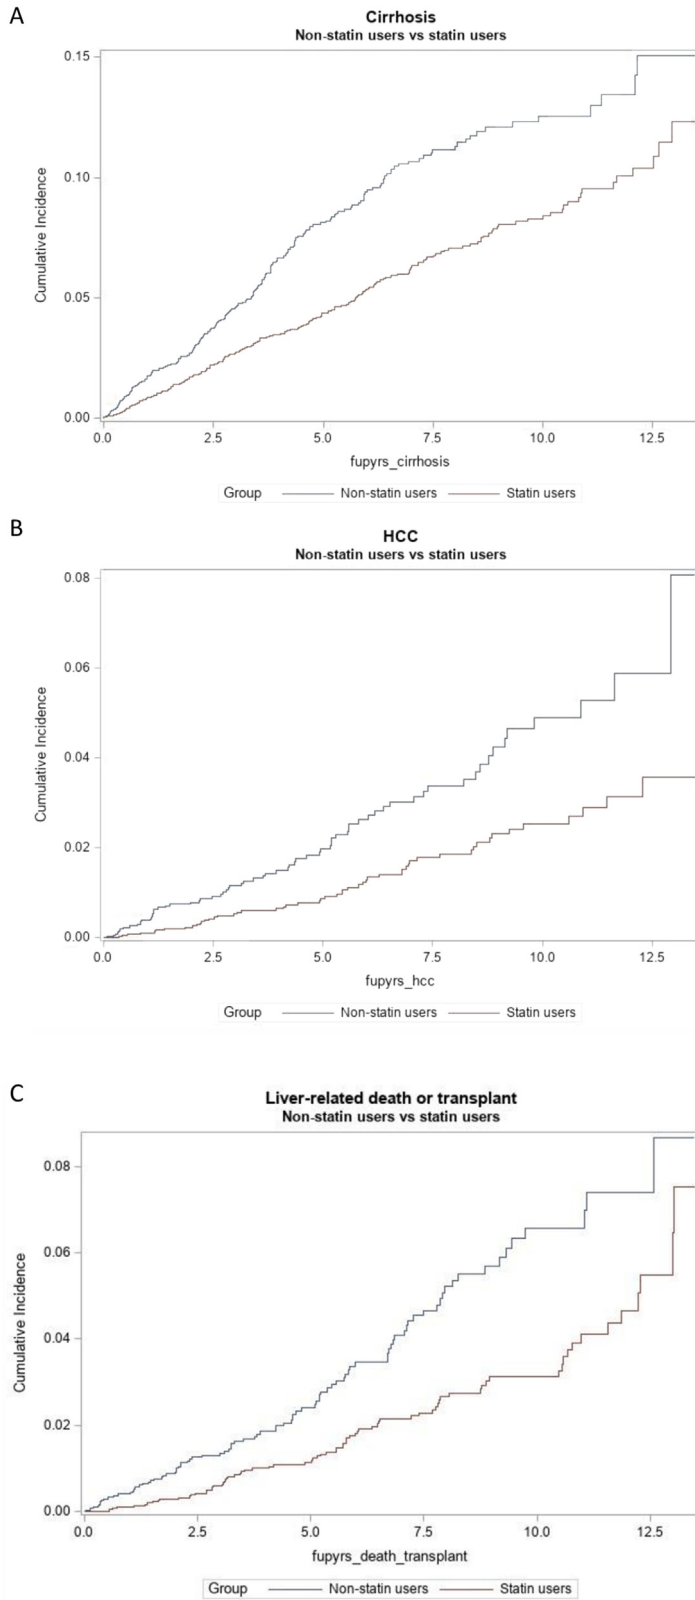 A
Cirrhosis
Non-statin users vs statin users
0.15
0.10
0.05
0.00
Cumulative Incidence
0.0 2.5 5.0 7.5 10.0 12.5
fupyrs_cirrhosis
Group Non-statin users Statin users
B
HCC
Non-statin users vs statin users
0.08
0.06
0.04
0.02
0.00
Cumulative Incidence
0.0 2.5 5.0 7.5 10.0 12.5
fupyrs_hcc
Group Non-statin users Statin users
C
Liver-related death or transplant
Non-statin users vs statin users
0.08
0.06
0.04
0.02
0.00
Cumulative Incidence
0.0 2.5 5.0 7.5 10.0 12.5
fupyrs_death_transplant
Group Non-statin users Statin users